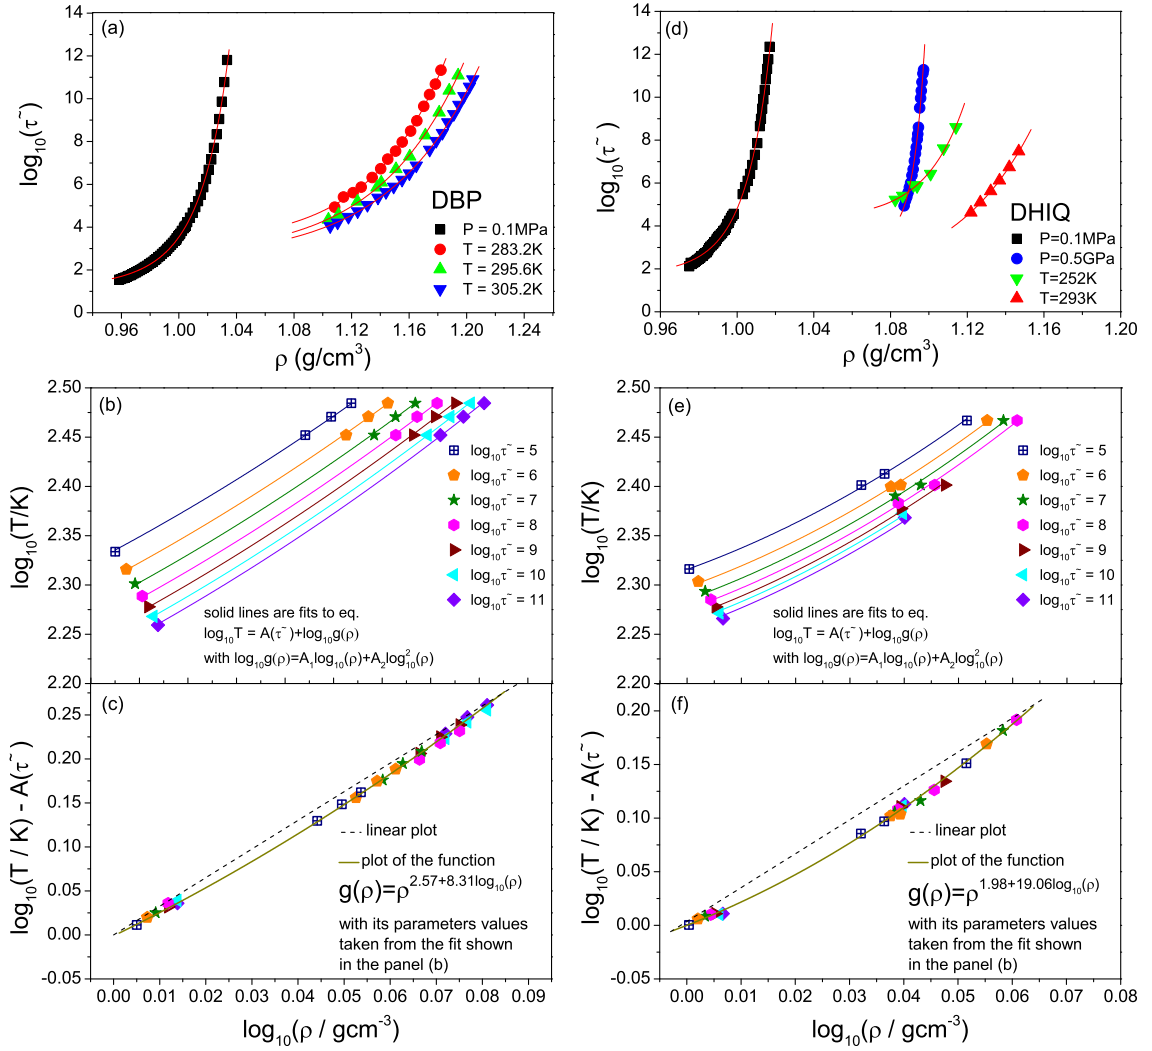 (a)
14
12
10
8
6
4
2
0
log10(τ~)
DBP
P = 0.1MPa
T = 283.2K
T = 295.6K
T = 305.2K
0.96 1.00 1.04 1.08 1.12 1.16 1.20 1.24
ρ (g/cm³)
(d)
14
12
10
8
6
4
2
0
log10(τ~)
DHIQ
P=0.1MPa
P=0.5GPa
T=252K
T=293K
0.96 1.00 1.04 1.08 1.12 1.16 1.20
ρ (g/cm³)
(b)
2.50
2.45
2.40
2.35
2.30
2.25
2.20
log10(T/K)
log10τ~ = 5
log10τ~ = 6
log10τ~ = 7
log10τ~ = 8
log10τ~ = 9
log10τ~ = 10
log10τ~ = 11
solid lines are fits to eq.
log10T = A(τ~)+log10g(ρ)
with log10g(ρ)=A1log10(ρ)+A2log10²(ρ)
(e)
2.50
2.45
2.40
2.35
2.30
2.25
2.20
log10(T/K)
log10τ~ = 5
log10τ~ = 6
log10τ~ = 7
log10τ~ = 8
log10τ~ = 9
log10τ~ = 10
log10τ~ = 11
solid lines are fits to eq.
log10T = A(τ~)+log10g(ρ)
with log10g(ρ)=A1log10(ρ)+A2log10²(ρ)
(c)
0.25
0.20
0.15
0.10
0.05
0.00
-0.05
log10(T / K) - A(τ~)
linear plot
plot of the function
g(ρ)=ρ^2.57+8.31log10(ρ)
with its parameters values
taken from the fit shown
in the panel (b)
0.00 0.01 0.02 0.03 0.04 0.05 0.06 0.07 0.08 0.09
log10(ρ / gcm⁻³)
(f)
0.20
0.15
0.10
0.05
0.00
-0.05
log10(T / K) - A(τ~)
linear plot
plot of the function
g(ρ)=ρ^1.98+19.06log10(ρ)
with its parameters values
taken from the fit shown
in the panel (b)
0.00 0.01 0.02 0.03 0.04 0.05 0.06 0.07 0.08
log10(ρ / gcm⁻³)